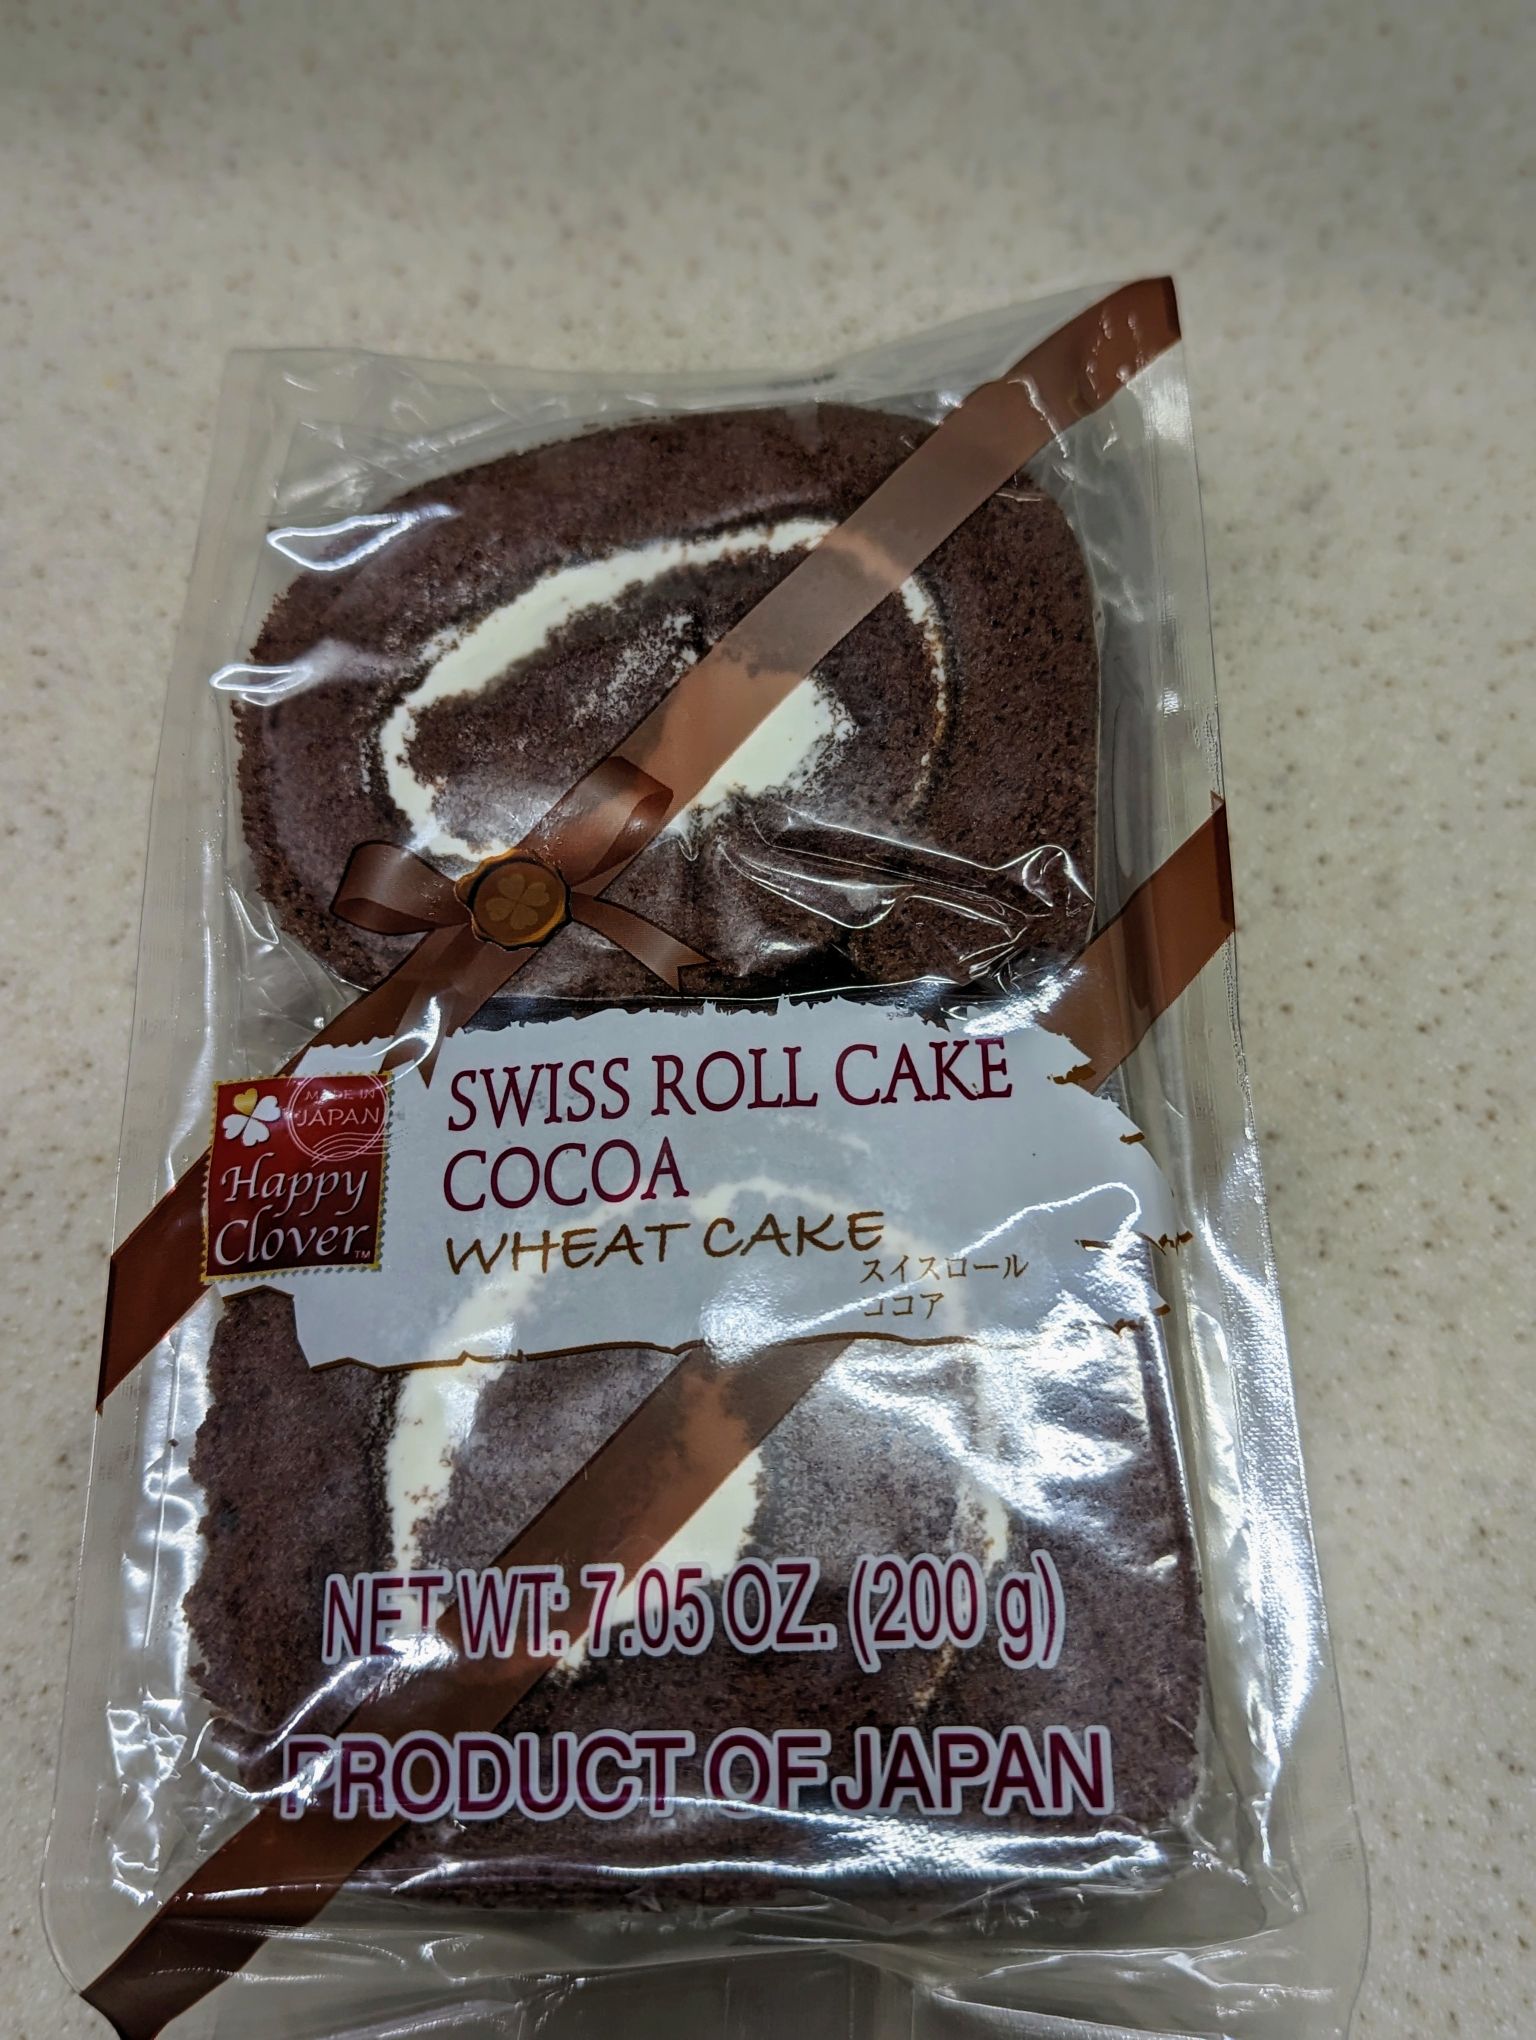 MADE IN
JAPAN
Happy
Clover™
SWISS ROLL CAKE
COCOA
WHEAT CAKE
スイスロール
ココア
NET WT: 7.05 OZ. (200 g)
PRODUCT OF JAPAN